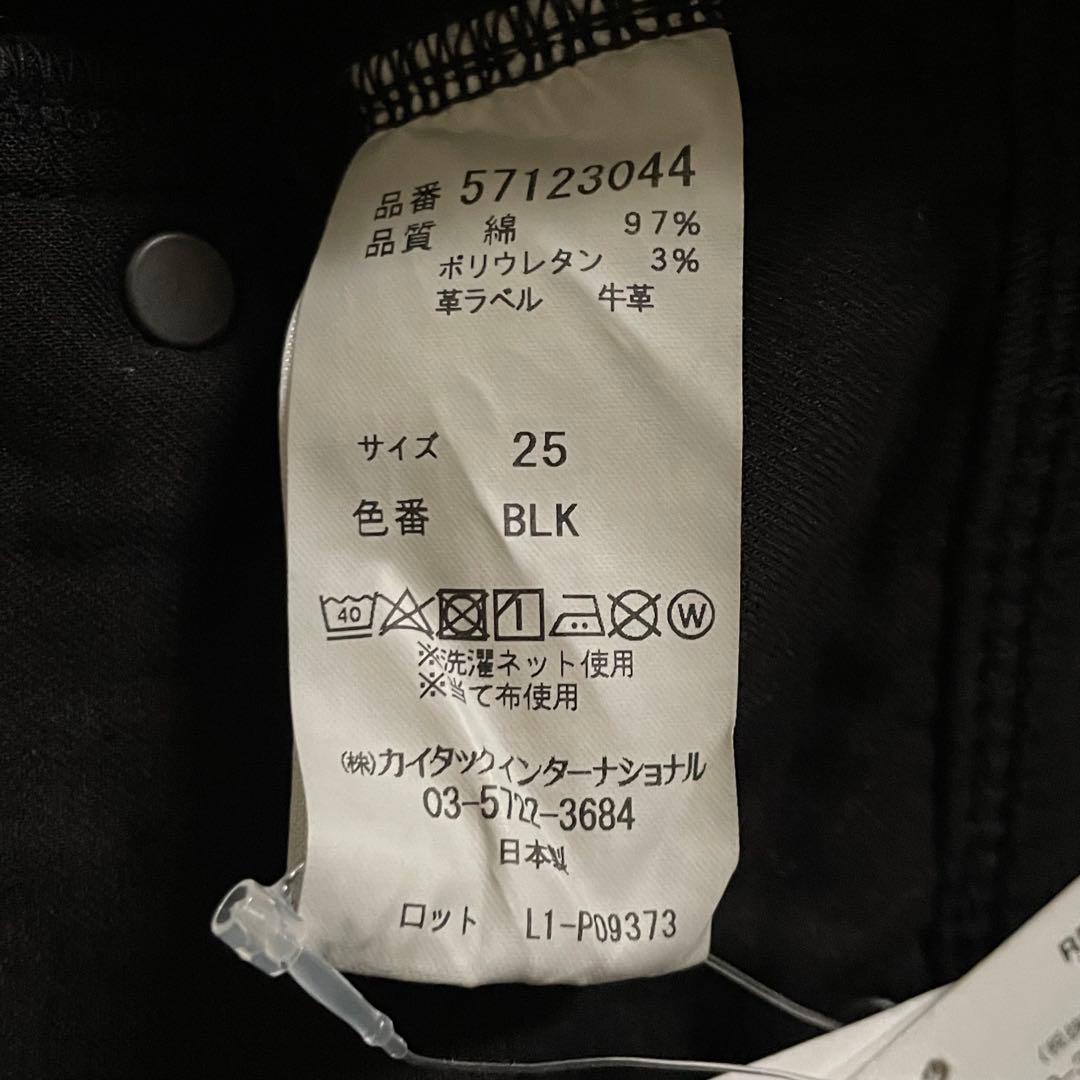 品番 57123044
品質 綿 97%
ポリウレタン 3%
革ラベル 牛革
サイズ 25
色番 BLK
40 W
※洗濯ネット使用
※当て布使用
(株)カイタックインターナショナル
03-5722-3684
日本製
ロット L1-P09373